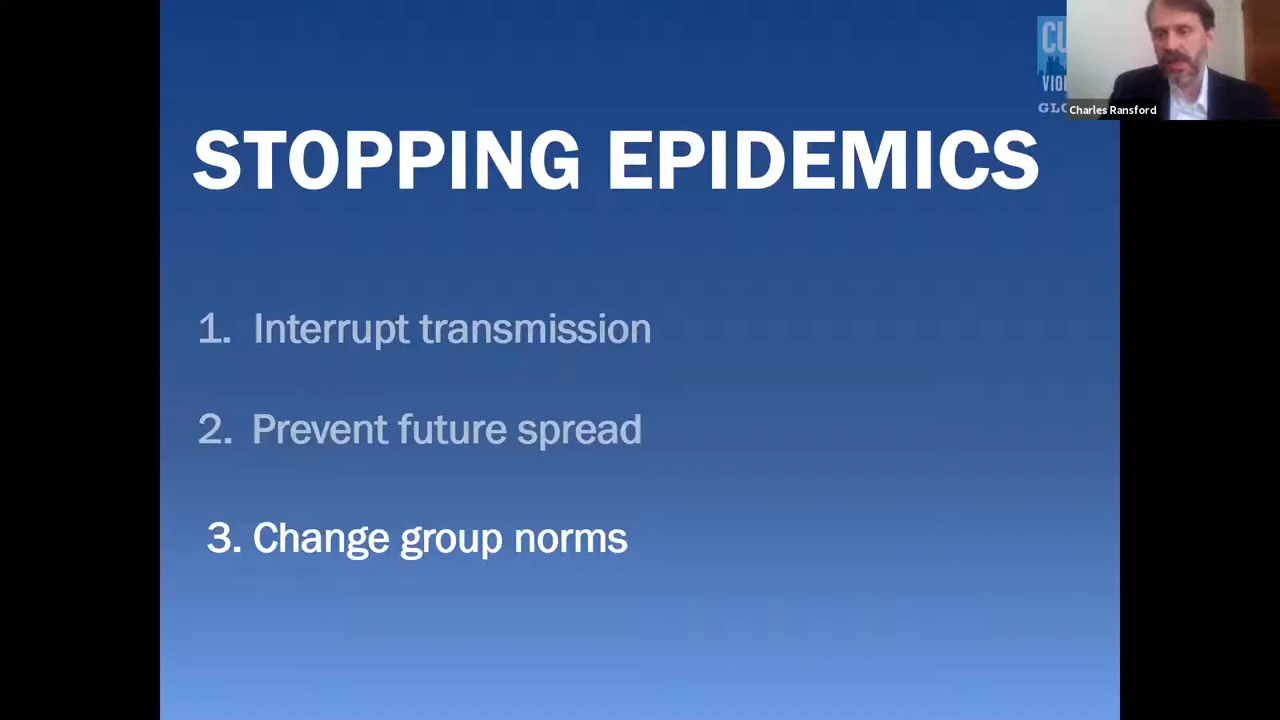 Charles Ransford
STOPPING EPIDEMICS
1. Interrupt transmission
2. Prevent future spread
3. Change group norms